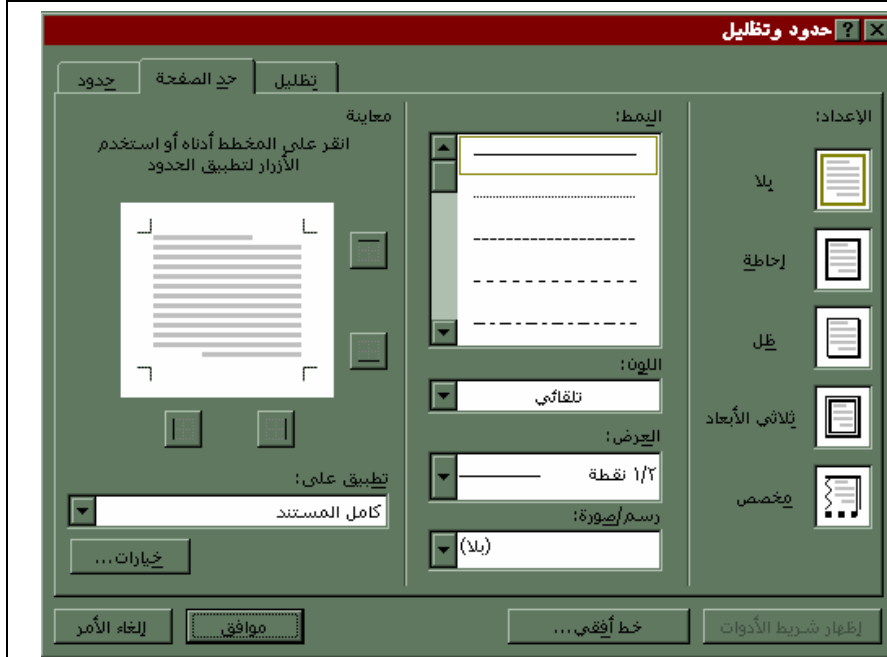 حدود وتظليل
حدود
حد الصفحة
تظليل
الإعداد:
بلا
إحاطة
ظل
ثلاثي الأبعاد
مخصص
النمط:
اللون:
تلقائي
العرض:
١/٢ نقطة
رسم/صورة:
(بلا)
معاينة
انقر على المخطط أدناه أو استخدم
الأزرار لتطبيق الحدود
تطبيق على:
كامل المستند
خيارات...
إظهار شريط الأدوات
خط أفقي...
موافق
إلغاء الأمر